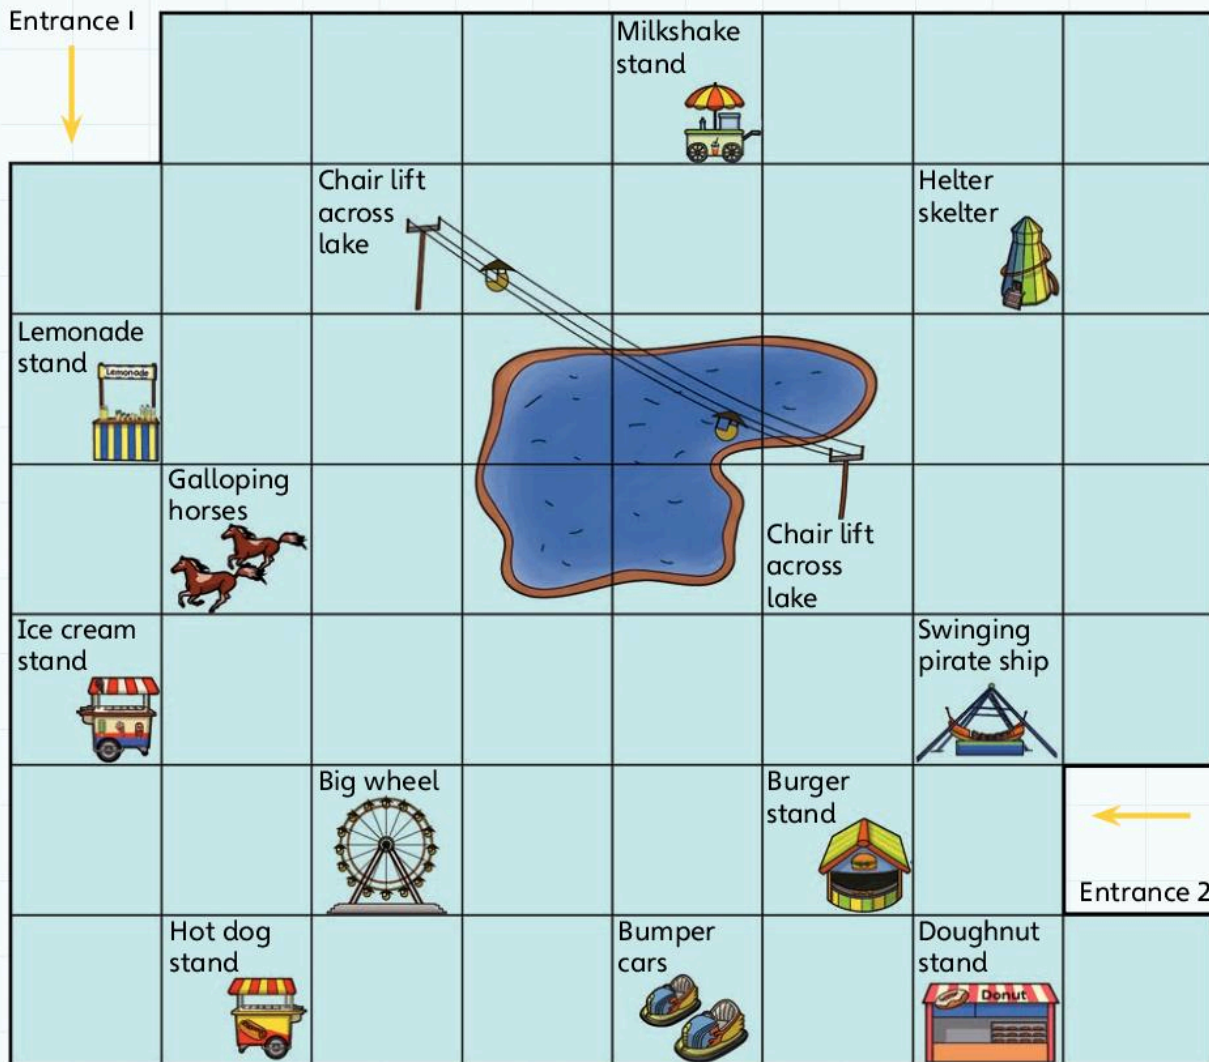 Entrance 1
Milkshake
stand
Chair lift
across
lake
Helter
skelter
Lemonade
stand
Lemonade
Galloping
horses
Chair lift
across
lake
Ice cream
stand
Swinging
pirate ship
Big wheel
Burger
stand
Entrance 2
Hot dog
stand
Bumper
cars
Doughnut
stand
Donut